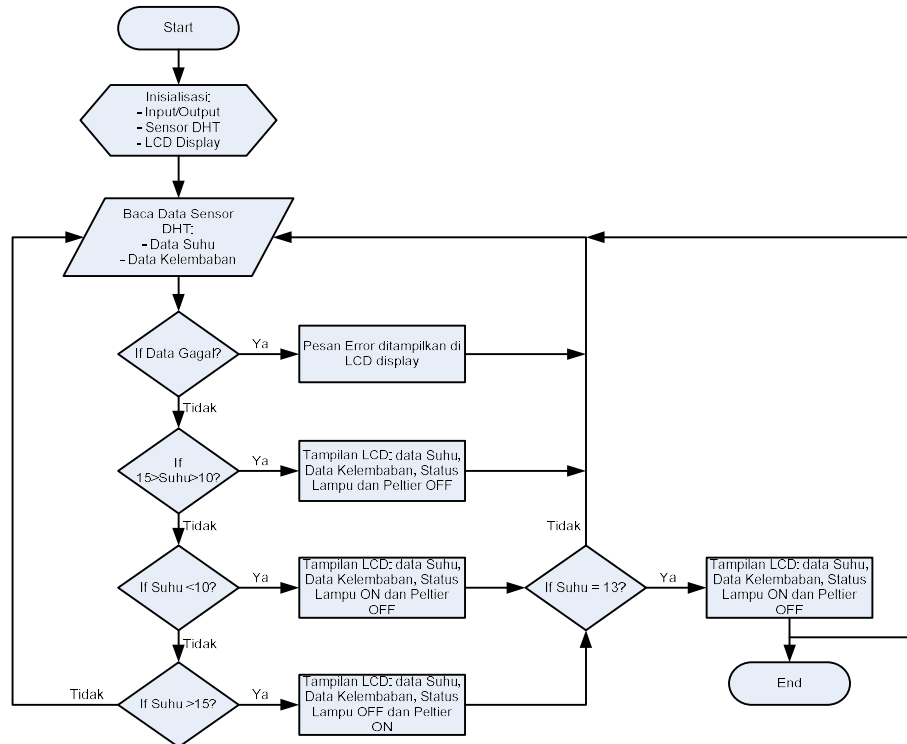 Start
Inisialisasi:
- Input/Output
- Sensor DHT
- LCD Display
Baca Data Sensor
DHT:
- Data Suhu
- Data Kelembaban
If Data Gagal?
Ya
Pesan Error ditampilkan di
LCD display
Tidak
If
15>Suhu>10?
Ya
Tampilan LCD: data Suhu,
Data Kelembaban, Status
Lampu dan Peltier OFF
Tidak
If Suhu <10?
Ya
Tampilan LCD: data Suhu,
Data Kelembaban, Status
Lampu ON dan Peltier
OFF
Tidak
If Suhu = 13?
Ya
Tampilan LCD: data Suhu,
Data Kelembaban, Status
Lampu ON dan Peltier
OFF
Tidak
Tidak
If Suhu >15?
Ya
Tampilan LCD: data Suhu,
Data Kelembaban, Status
Lampu OFF dan Peltier
ON
End